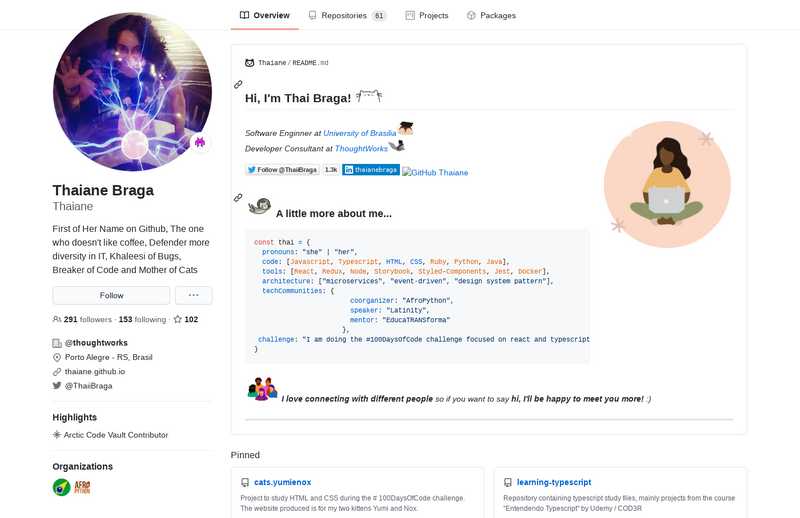 Overview
Repositories 61
Projects
Packages
Thaiane Braga
Thaiane
First of Her Name on Github, The one
who doesn't like coffee, Defender more
diversity in IT, Khaleesi of Bugs,
Breaker of Code and Mother of Cats
Follow
...
291 followers · 153 following · 102
@thoughtworks
Porto Alegre - RS, Brasil
thaiane.github.io
@ThaiiBraga
Highlights
Arctic Code Vault Contributor
Organizations
AFRO
PYTHON
Thaiane / README.md
Hi, I'm Thai Braga!
Software Enginner at University of Brasilia
Developer Consultant at ThoughtWorks
Follow @ThaiiBraga 1.3k in thaianebraga GitHub Thaiane
A little more about me...
const thai = {
pronouns: "she" | "her",
code: [Javascript, Typescript, HTML, CSS, Ruby, Python, Java],
tools: [React, Redux, Node, Storybook, Styled-Components, Jest, Docker],
architecture: ["microservices", "event-driven", "design system pattern"],
techCommunities: {
coorganizer: "AfroPython",
speaker: "Latinity",
mentor: "EducaTRANSforma"
},
challenge: "I am doing the #100DaysOfCode challenge focused on react and typescript
}
I love connecting with different people so if you want to say hi, I'll be happy to meet you more! :)
Pinned
cats.yumienox
Project to study HTML and CSS during the # 100DaysOfCode challenge.
The website produced is for my two kittens Yumi and Nox.
learning-typescript
Repository containing typescript study files, mainly projects from the course
"Entendendo Typescript" by Udemy / COD3R